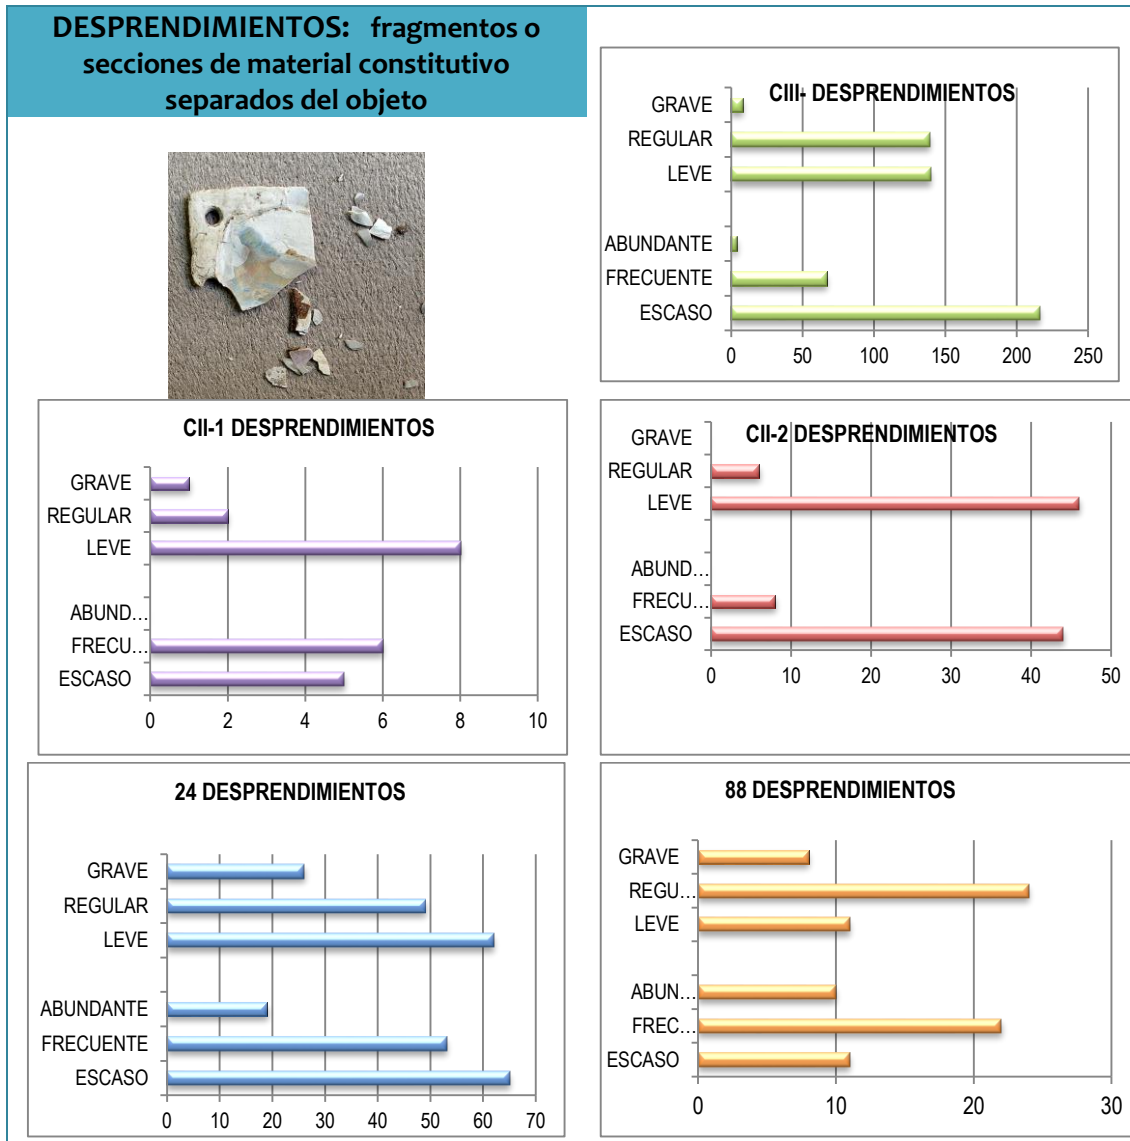 DESPRENDIMIENTOS: fragmentos o
secciones de material constitutivo
separados del objeto
CIII- DESPRENDIMIENTOS
GRAVE
REGULAR
LEVE
ABUNDANTE
FRECUENTE
ESCASO
0 50 100 150 200 250
CII-1 DESPRENDIMIENTOS
GRAVE
REGULAR
LEVE
ABUND...
FRECU...
ESCASO
0 2 4 6 8 10
CII-2 DESPRENDIMIENTOS
GRAVE
REGULAR
LEVE
ABUND...
FRECU...
ESCASO
0 10 20 30 40 50
24 DESPRENDIMIENTOS
GRAVE
REGULAR
LEVE
ABUNDANTE
FRECUENTE
ESCASO
0 10 20 30 40 50 60 70
88 DESPRENDIMIENTOS
GRAVE
REGU...
LEVE
ABUN...
FREC...
ESCASO
0 10 20 30